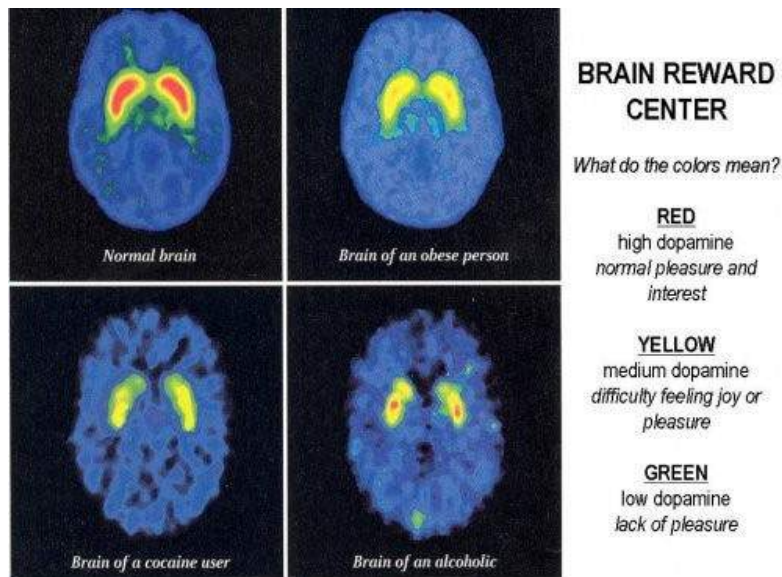 Normal brain
Brain of an obese person
Brain of a cocaine user
Brain of an alcoholic
BRAIN REWARD
CENTER
What do the colors mean?
RED
high dopamine
normal pleasure and
interest
YELLOW
medium dopamine
difficulty feeling joy or
pleasure
GREEN
low dopamine
lack of pleasure